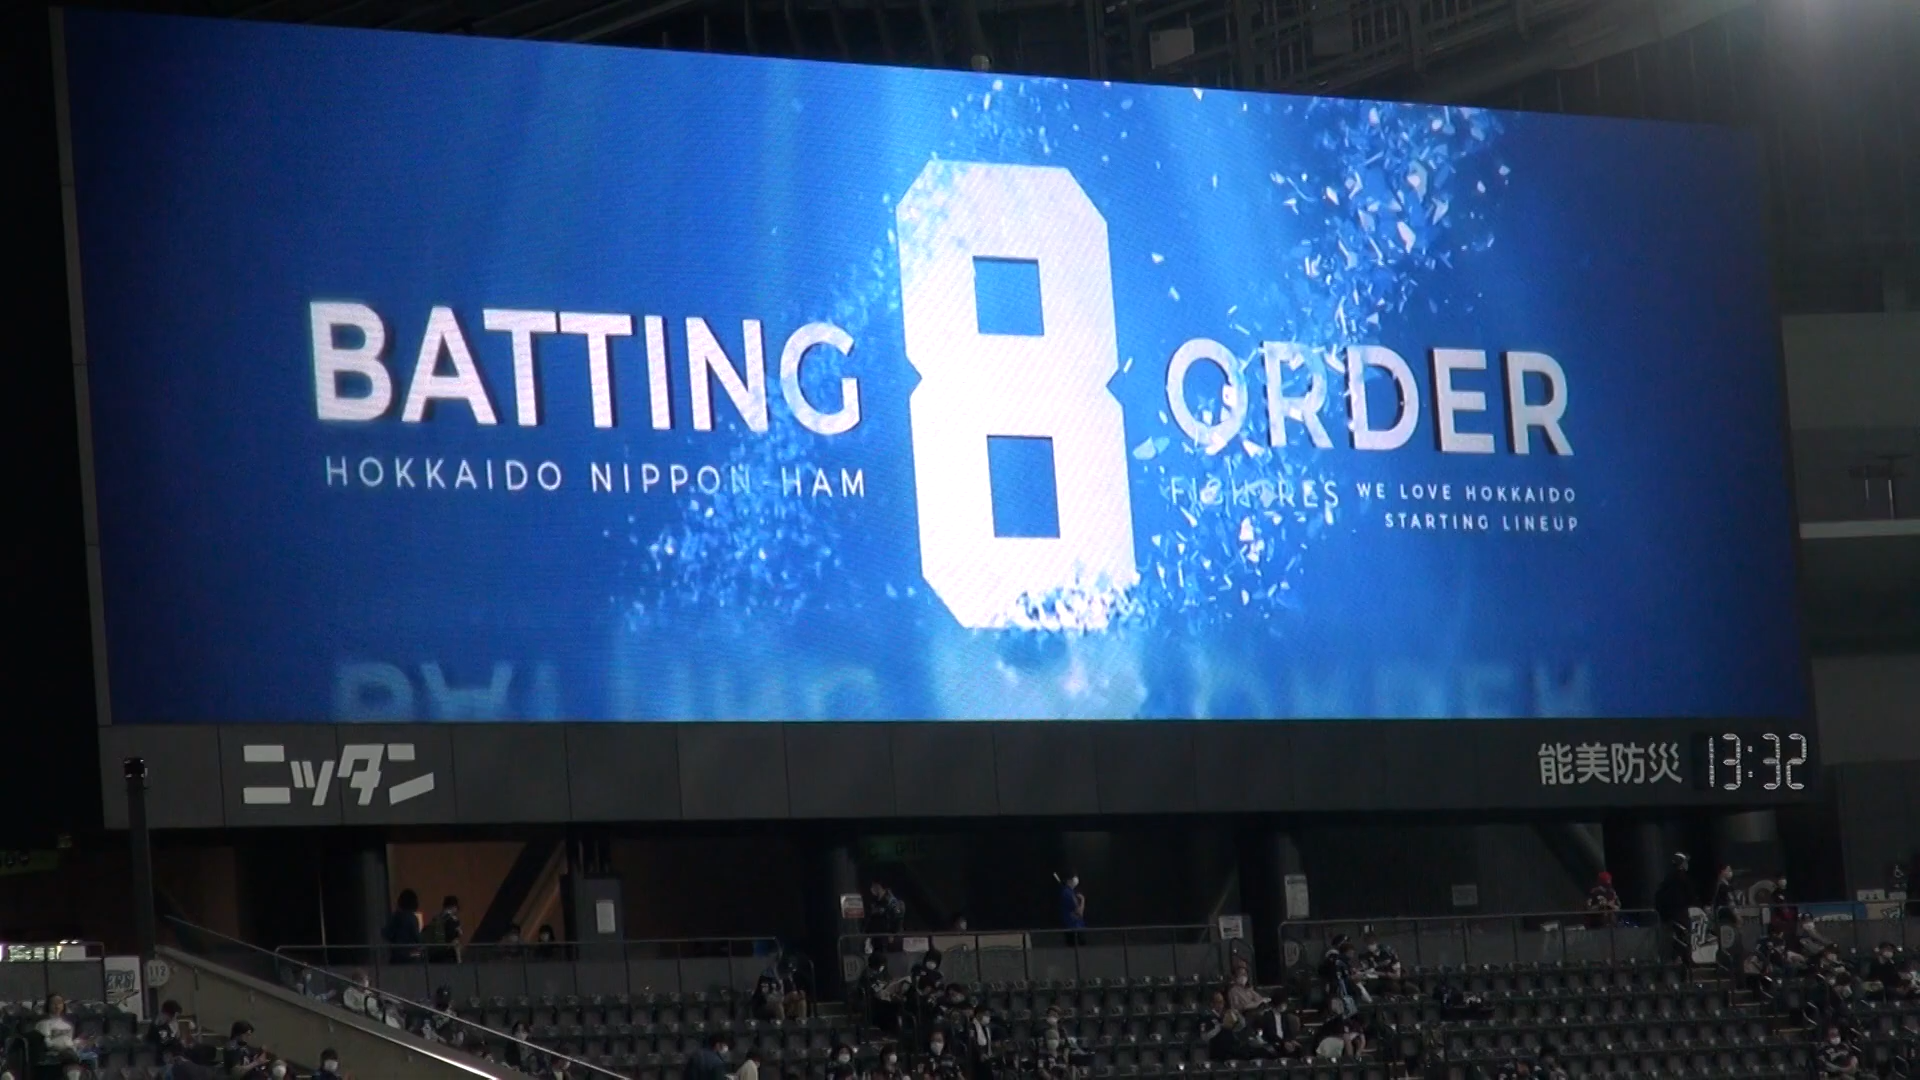 BATTING 8 ORDER
HOKKAIDO NIPPON-HAM FIGHTERS
WE LOVE HOKKAIDO
STARTING LINEUP
ニッタン
能美防災 13:32
112